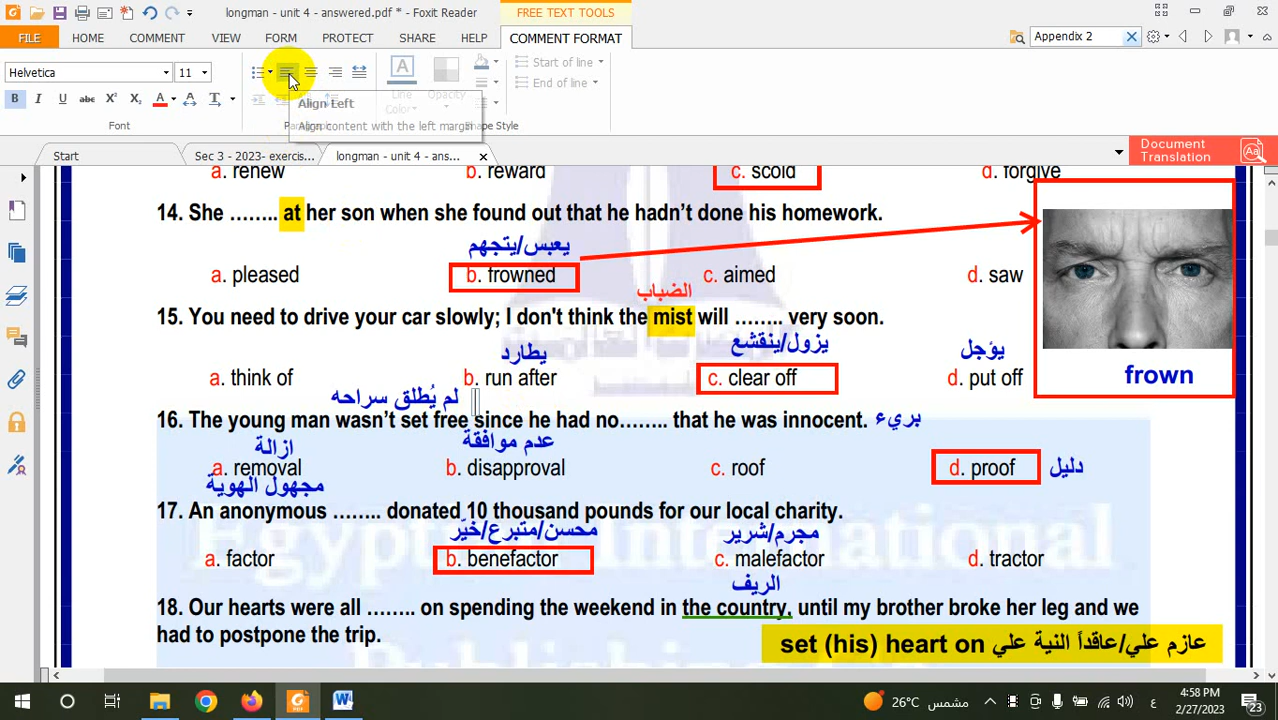 longman - unit 4 - answered.pdf * - Foxit Reader
FREE TEXT TOOLS
FILE HOME COMMENT VIEW FORM PROTECT SHARE HELP COMMENT FORMAT
Appendix 2
Helvetica 11
Start of line
End of line
Line Color
Opacity
Align Left
Align content with the left margin
Font
Shape Style
Start
Sec 3 - 2023- exercis...
longman - unit 4 - ans...
Document Translation
a. renew b. reward c. scold d. forgive
14. She …….. at her son when she found out that he hadn’t done his homework.
يعبس/يتجهم
a. pleased b. frowned c. aimed d. saw
الضباب
15. You need to drive your car slowly; I don't think the mist will …….. very soon.
يطارد
يزول/ينقشع
يؤجل
a. think of b. run after c. clear off d. put off
frown
لم يُطلق سراحه
16. The young man wasn’t set free since he had no…….. that he was innocent. بريء
ازالة
عدم موافقة
a. removal b. disapproval c. roof d. proof دليل
مجهول الهوية
17. An anonymous …….. donated 10 thousand pounds for our local charity.
محسن/متبرع/خيّر
مجرم/شرير
a. factor b. benefactor c. malefactor d. tractor
الريف
18. Our hearts were all …….. on spending the weekend in the country, until my brother broke her leg and we
had to postpone the trip.
set (his) heart on عازم علي/عاقداً النية علي
Egyptian International
Publishing
26°C مشمس
ع
4:58 PM
2/27/2023
23